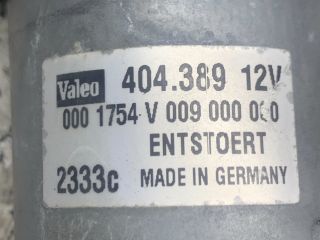 Valeo 404.389 12V
000 1754-V 009 000 000
ENTSTOERT
2333c MADE IN GERMANY